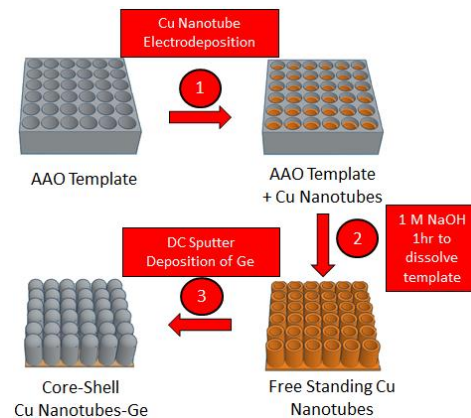 Cu Nanotube
Electrodeposition
1
AAO Template
AAO Template
+ Cu Nanotubes
2
1 M NaOH
1hr to
dissolve
template
DC Sputter
Deposition of Ge
3
Free Standing Cu
Nanotubes
Core-Shell
Cu Nanotubes-Ge